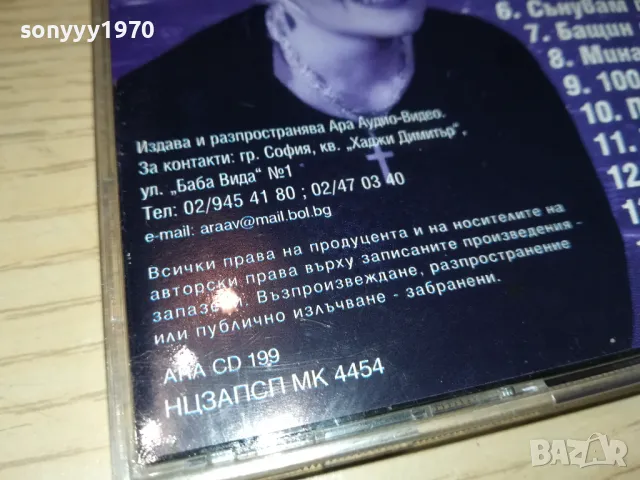 sonyyy1970
6. Сънувам
7. Бащин
8. Мина
9. 100
10.
11.
12
Издава и разпространява Ара Аудио-Видео.
За контакти: гр. София, кв. „Хаджи Димитър",
ул. „Баба Вида" №1
Тел: 02/945 41 80 ; 02/47 03 40
e-mail: araav@mail.bol.bg
Всички права на продуцента и на носителите на
авторски права върху записаните произведения -
запазени. Възпроизвеждане, разпространение
или публично излъчване - забранени.
АРА CD 199
НЦЗАПСП МК 4454
BAZAR